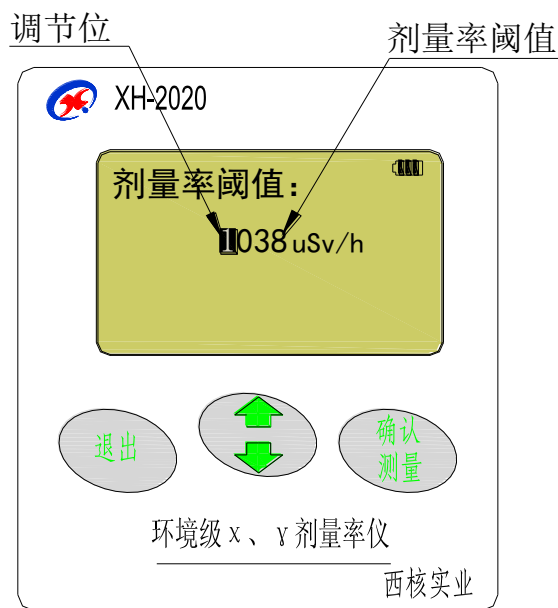 调节位
剂量率阈值
XH-2020
剂量率阈值:
1038uSv/h
退出
确认
测量
环境级x、γ剂量率仪
西核实业